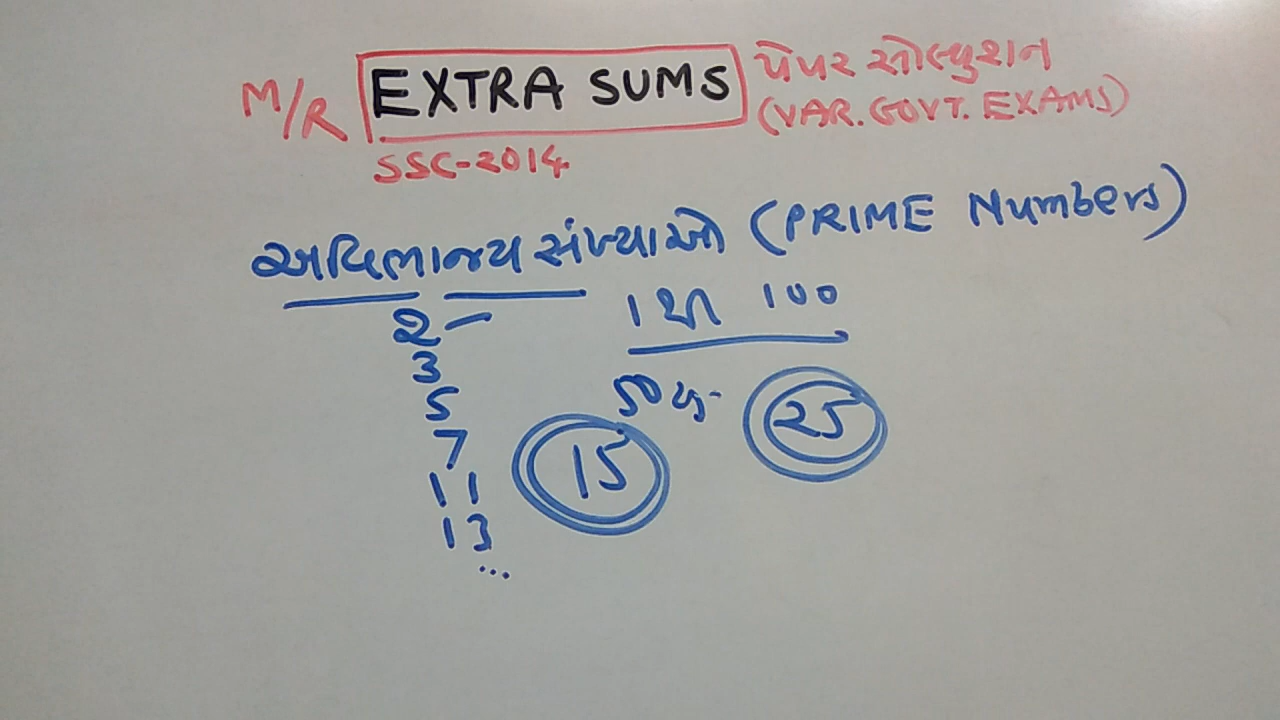 M/R EXTRA SUMS પેપર સોલ્યુશન
(VAR. GOVT. EXAMS)
SSC-2014
અવિભાજ્ય સંખ્યાઓ (PRIME Numbers)
1 થી 100
2
3
5
7
11
13
...
50
25
15